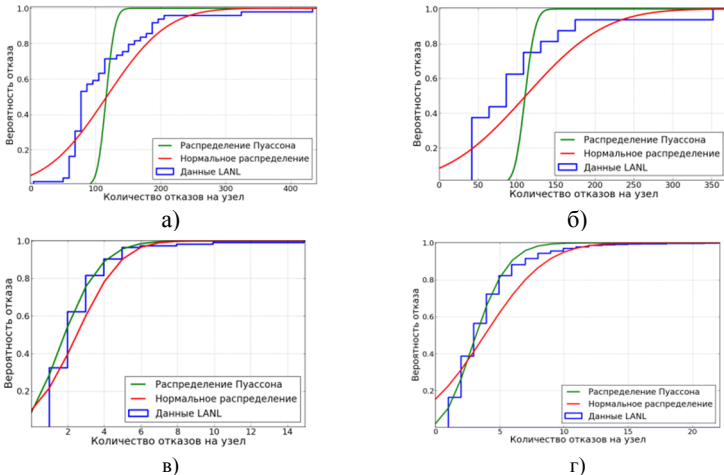 Вероятность отказа
1.0
0.8
0.6
0.4
0.2
0
100
200
300
400
Количество отказов на узел
Распределение Пуассона
Нормальное распределение
Данные LANL
а)
Вероятность отказа
1.0
0.8
0.6
0.4
0.2
0
50
100
150
200
250
300
350
Количество отказов на узел
Распределение Пуассона
Нормальное распределение
Данные LANL
б)
Вероятность отказа
1.0
0.8
0.6
0.4
0.2
2
4
6
8
10
12
14
Количество отказов на узел
Распределение Пуассона
Нормальное распределение
Данные LANL
в)
Вероятность отказа
1.0
0.8
0.6
0.4
0.2
0
5
10
15
20
Количество отказов на узел
Распределение Пуассона
Нормальное распределение
Данные LANL
г)